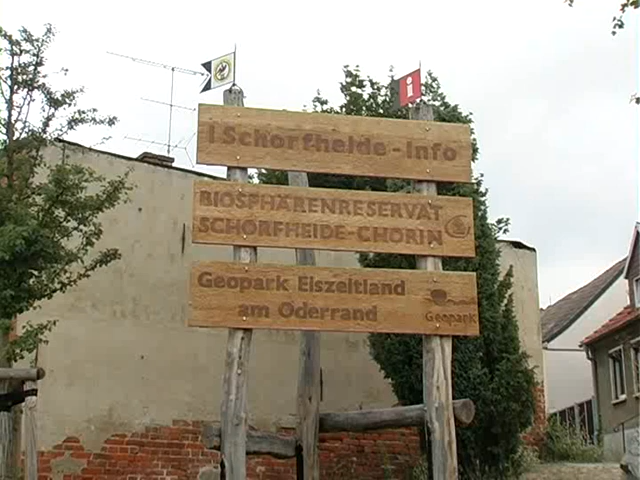 i
i Schorfheide-Info
BIOSPHÄRENRESERVAT
SCHORFHEIDE-CHORIN
Geopark Eiszeitland
am Oderrand
Geopark